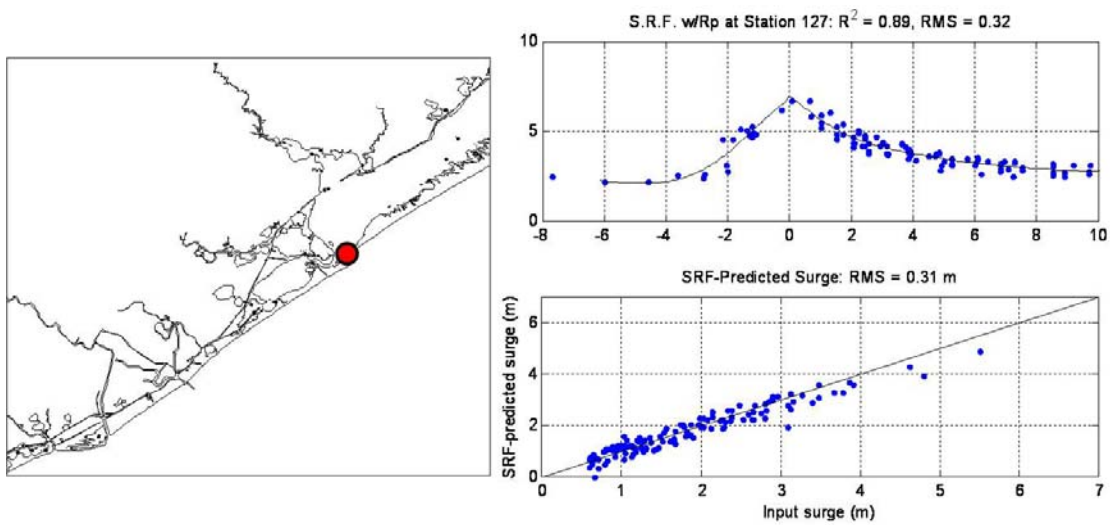 S.R.F. w/Rp at Station 127: R² = 0.89, RMS = 0.32
10
5
0
-8 -6 -4 -2 0 2 4 6 8 10
SRF-Predicted Surge: RMS = 0.31 m
SRF-predicted surge (m)
6
4
2
0
0 1 2 3 4 5 6 7
Input surge (m)